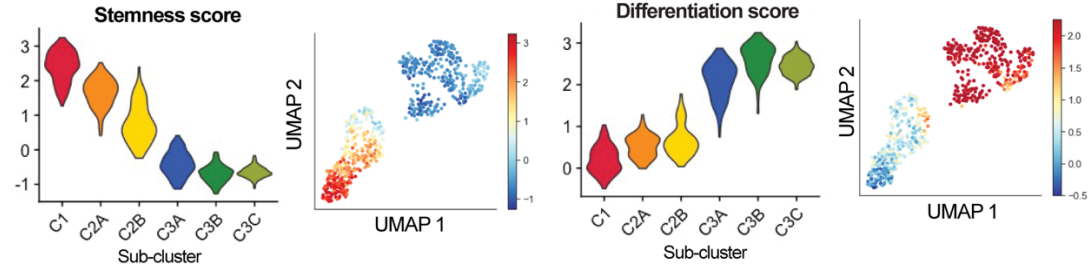 Stemness score
3
2
1
0
-1
C1
C2A
C2B
C3A
C3B
C3C
Sub-cluster
UMAP 2
UMAP 1
3
2
1
0
−1
Differentiation score
3
2
1
0
C1
C2A
C2B
C3A
C3B
C3C
Sub-cluster
UMAP 2
UMAP 1
2.0
1.5
1.0
0.5
0.0
−0.5